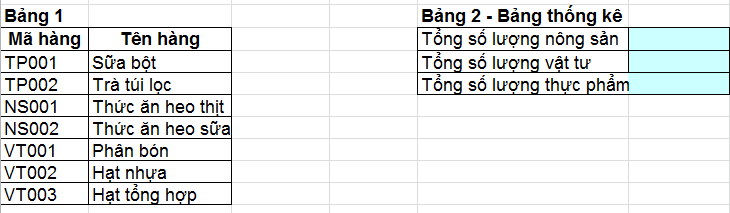 Bảng 1
Bảng 2 - Bảng thống kê
Mã hàng Tên hàng
Tổng số lượng nông sản
TP001 Sữa bột
Tổng số lượng vật tư
TP002 Trà túi lọc
Tổng số lượng thực phẩm
NS001 Thức ăn heo thịt
NS002 Thức ăn heo sữa
VT001 Phân bón
VT002 Hạt nhựa
VT003 Hạt tổng hợp